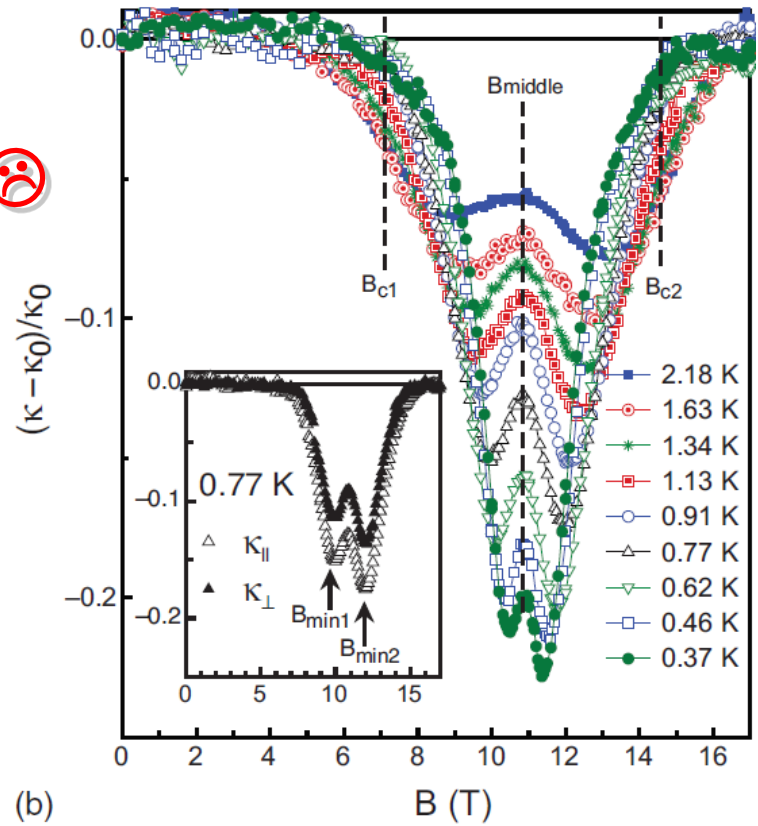 0.0
−0.1
−0.2
(κ – κ0)/κ0
Bmiddle
Bc1
Bc2
2.18 K
1.63 K
1.34 K
1.13 K
0.91 K
0.77 K
0.62 K
0.46 K
0.37 K
0.0
−0.1
−0.2
0.77 K
κ||
κ⊥
Bmin1
Bmin2
0 5 10 15
0 2 4 6 8 10 12 14 16
(b)
B (T)